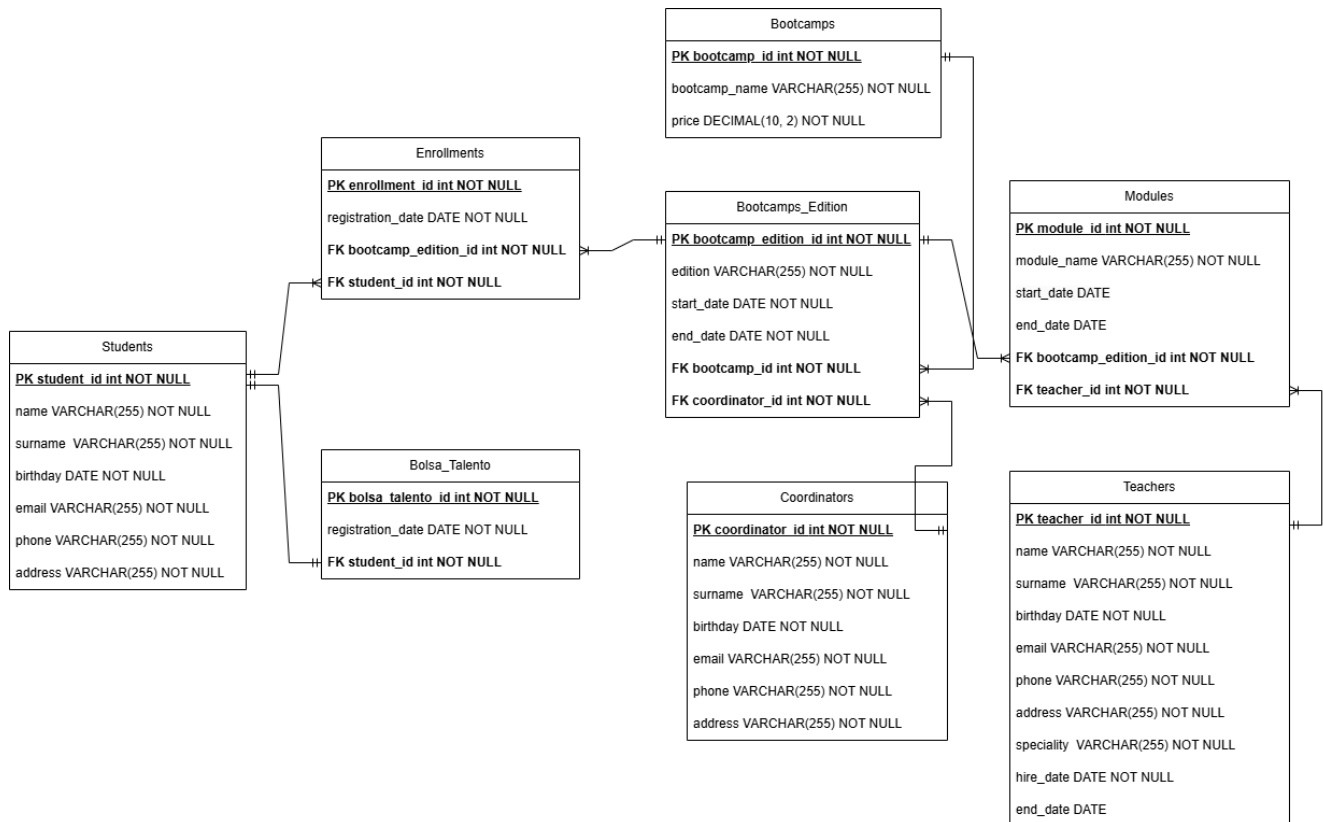 Bootcamps
PK bootcamp_id int NOT NULL
bootcamp_name VARCHAR(255) NOT NULL
price DECIMAL(10, 2) NOT NULL
Enrollments
PK enrollment_id int NOT NULL
registration_date DATE NOT NULL
FK bootcamp_edition_id int NOT NULL
FK student_id int NOT NULL
Bootcamps_Edition
PK bootcamp_edition_id int NOT NULL
edition VARCHAR(255) NOT NULL
start_date DATE NOT NULL
end_date DATE NOT NULL
FK bootcamp_id int NOT NULL
FK coordinator_id int NOT NULL
Modules
PK module_id int NOT NULL
module_name VARCHAR(255) NOT NULL
start_date DATE
end_date DATE
FK bootcamp_edition_id int NOT NULL
FK teacher_id int NOT NULL
Students
PK student_id int NOT NULL
name VARCHAR(255) NOT NULL
surname  VARCHAR(255) NOT NULL
birthday DATE NOT NULL
email VARCHAR(255) NOT NULL
phone VARCHAR(255) NOT NULL
address VARCHAR(255) NOT NULL
Bolsa_Talento
PK bolsa_talento_id int NOT NULL
registration_date DATE NOT NULL
FK student_id int NOT NULL
Coordinators
PK coordinator_id int NOT NULL
name VARCHAR(255) NOT NULL
surname  VARCHAR(255) NOT NULL
birthday DATE NOT NULL
email VARCHAR(255) NOT NULL
phone VARCHAR(255) NOT NULL
address VARCHAR(255) NOT NULL
Teachers
PK teacher_id int NOT NULL
name VARCHAR(255) NOT NULL
surname  VARCHAR(255) NOT NULL
birthday DATE NOT NULL
email VARCHAR(255) NOT NULL
phone VARCHAR(255) NOT NULL
address VARCHAR(255) NOT NULL
speciality  VARCHAR(255) NOT NULL
hire_date DATE NOT NULL
end_date DATE